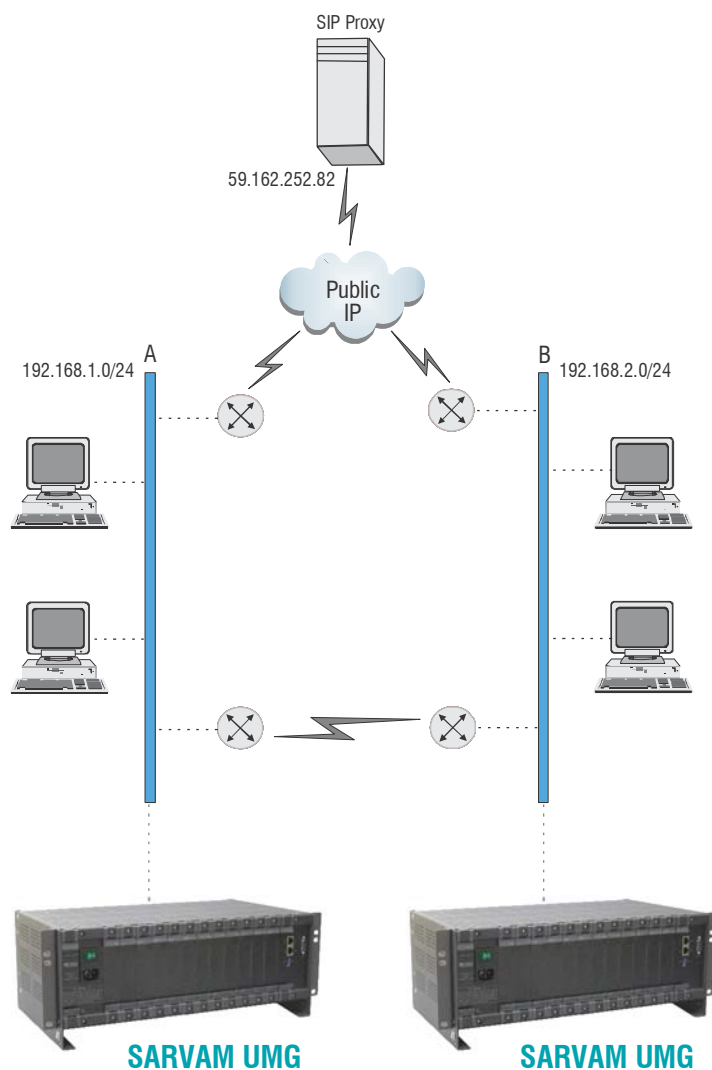 SIP Proxy
59.162.252.82
Public
IP
A
192.168.1.0/24
B
192.168.2.0/24
SARVAM UMG
SARVAM UMG